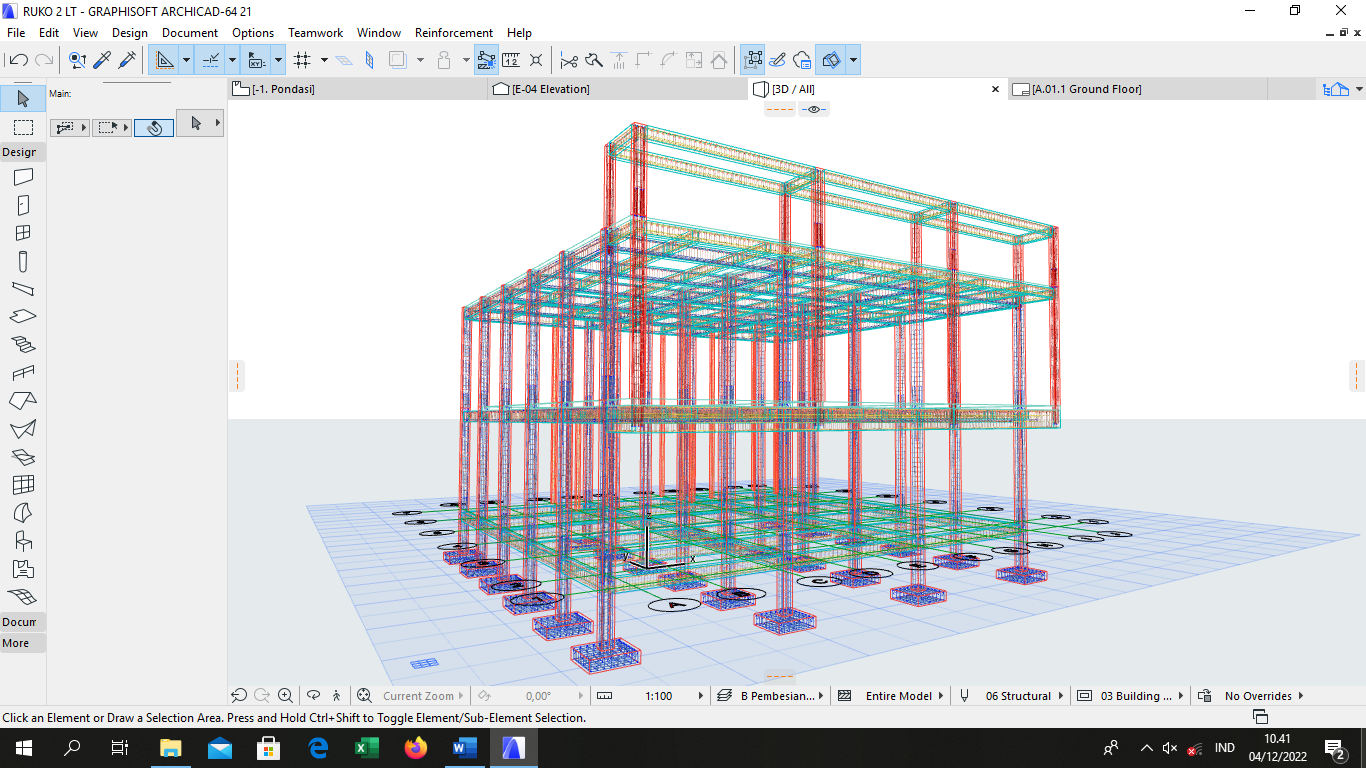 RUKO 2 LT - GRAPHISOFT ARCHICAD-64 21
File Edit View Design Document Options Teamwork Window Reinforcement Help
Main:
[-1. Pondasi]
[E-04 Elevation]
[3D / All]
[A.01.1 Ground Floor]
Design
Docum
More
z
y
x
A
C
Current Zoom
0,00°
1:100
B Pembesian...
Entire Model
06 Structural
03 Building ...
No Overrides
Click an Element or Draw a Selection Area. Press and Hold Ctrl+Shift to Toggle Element/Sub-Element Selection.
IND
10.41
04/12/2022
2